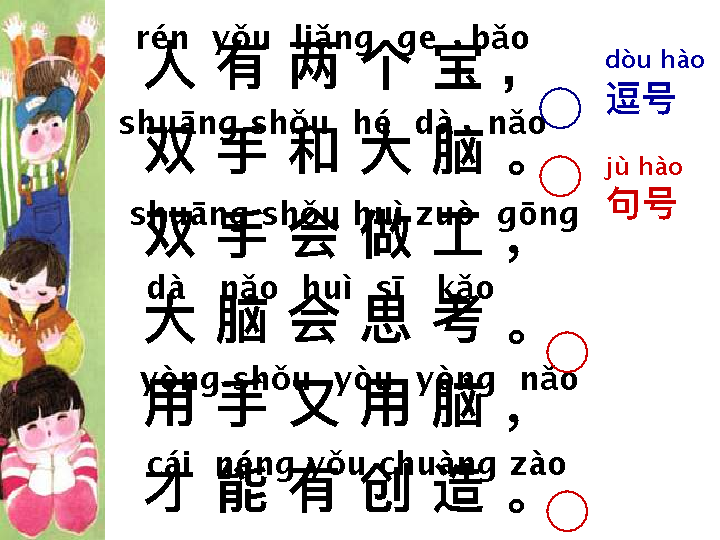 rén yǒu liǎng ge bǎo
人有两个宝，
dòu hào
逗号
shuāng shǒu hé dà nǎo
双手和大脑。
jù hào
句号
shuāng shǒu huì zuò gōng
双手会做工，
dà nǎo huì sī kǎo
大脑会思考。
yòng shǒu yòu yòng nǎo
用手又用脑，
cái néng yǒu chuàng zào
才能有创造。